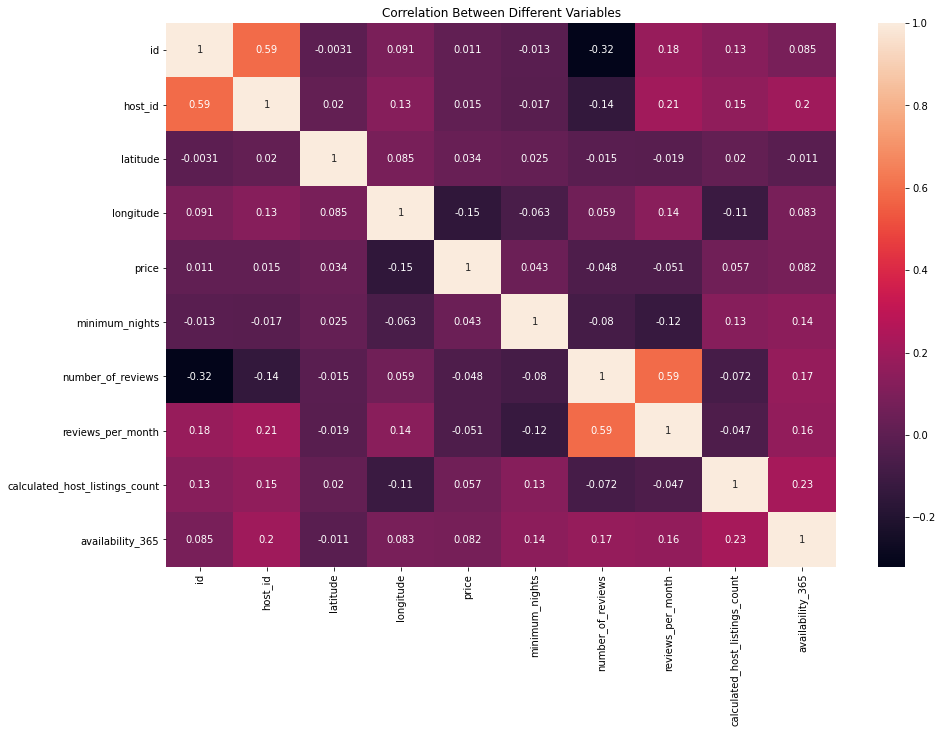 Correlation Between Different Variables
id 1 0.59 -0.0031 0.091 0.011 -0.013 -0.32 0.18 0.13 0.085
host_id 0.59 1 0.02 0.13 0.015 -0.017 -0.14 0.21 0.15 0.2
latitude -0.0031 0.02 1 0.085 0.034 0.025 -0.015 -0.019 0.02 -0.011
longitude 0.091 0.13 0.085 1 -0.15 -0.063 0.059 0.14 -0.11 0.083
price 0.011 0.015 0.034 -0.15 1 0.043 -0.048 -0.051 0.057 0.082
minimum_nights -0.013 -0.017 0.025 -0.063 0.043 1 -0.08 -0.12 0.13 0.14
number_of_reviews -0.32 -0.14 -0.015 0.059 -0.048 -0.08 1 0.59 -0.072 0.17
reviews_per_month 0.18 0.21 -0.019 0.14 -0.051 -0.12 0.59 1 -0.047 0.16
calculated_host_listings_count 0.13 0.15 0.02 -0.11 0.057 0.13 -0.072 -0.047 1 0.23
availability_365 0.085 0.2 -0.011 0.083 0.082 0.14 0.17 0.16 0.23 1
id
host_id
latitude
longitude
price
minimum_nights
number_of_reviews
reviews_per_month
calculated_host_listings_count
availability_365
1.0
0.8
0.6
0.4
0.2
0.0
−0.2